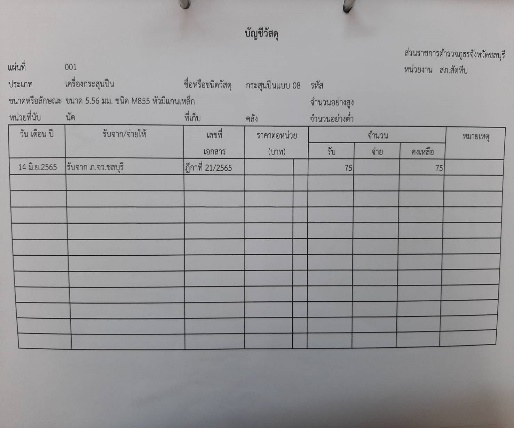 บัญชีวัสดุ
ส่วนราชการตำรวจภูธรจังหวัดชลบุรี
แผ่นที่ 001 หน่วยงาน สภ.สัตหีบ
ประเภท เครื่องกระสุนปืน ชื่อหรือชนิดวัสดุ กระสุนปืนแบบ 08 รหัส
ขนาดหรือลักษณะ ขนาด 5.56 มม. ชนิด M855 หัวมีแกนเหล็ก จำนวนอย่างสูง
หน่วยที่นับ นัด ที่เก็บ คลัง จำนวนอย่างต่ำ
วัน เดือน ปี รับจาก/จ่ายให้ เลขที่ ราคาต่อหน่วย จำนวน หมายเหตุ
เอกสาร (บาท) รับ จ่าย คงเหลือ
14 มิ.ย.2565 รับจาก ภ.จว.ชลบุรี ฎีกาที่ 21/2565 75 75